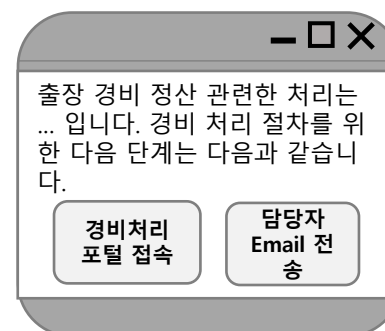 출장 경비 정산 관련한 처리는
... 입니다. 경비 처리 절차를 위
한 다음 단계는 다음과 같습니
다.
경비처리
포털 접속
담당자
Email 전
송